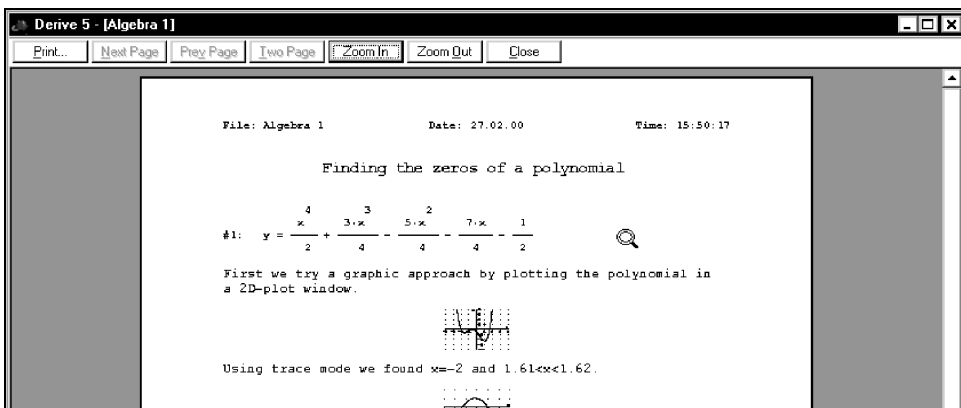 Derive 5 - [Algebra 1]
Print... Next Page Prev Page Two Page Zoom In Zoom Out Close
File: Algebra 1 Date: 27.02.00 Time: 15:50:17
Finding the zeros of a polynomial
#1: y = x^4/2 + 3·x^3/4 - 5·x^2/4 - 7·x/4 - 1/2
First we try a graphic approach by plotting the polynomial in
a 2D-plot window.
Using trace mode we found x=-2 and 1.61<x<1.62.